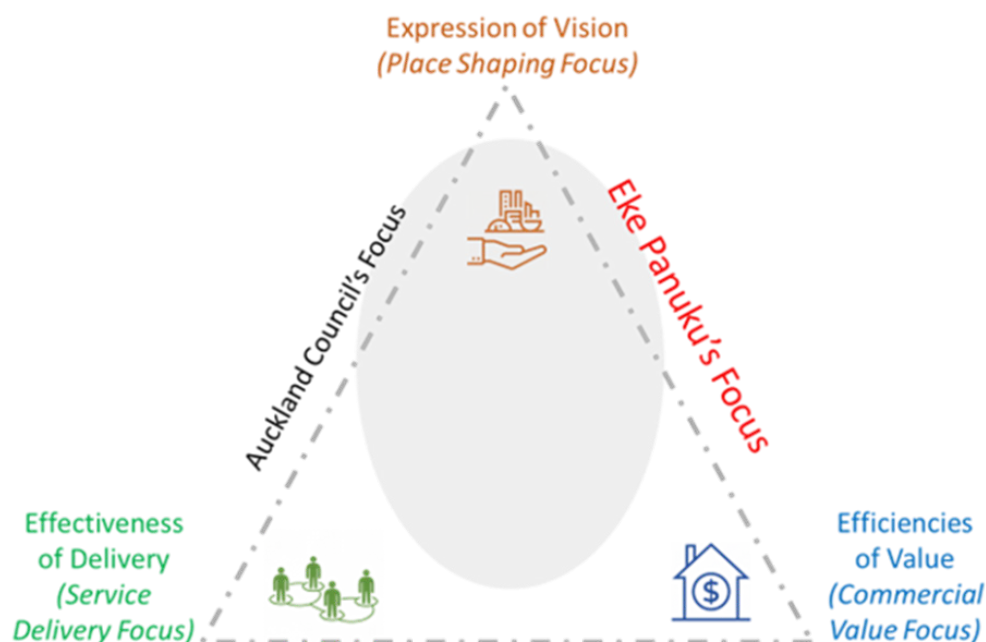 Expression of Vision
(Place Shaping Focus)
Auckland Council's Focus
Eke Panuku's Focus
Effectiveness
of Delivery
(Service
Delivery Focus)
$
Efficiencies
of Value
(Commercial
Value Focus)